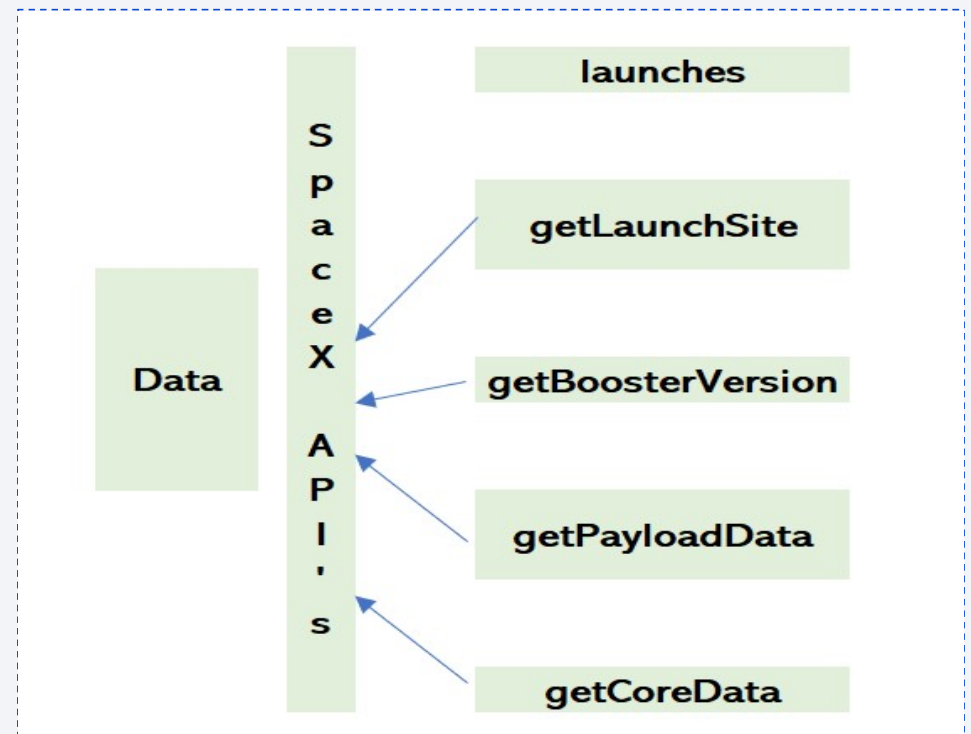 Data
SpaceX API's
launches
getLaunchSite
getBoosterVersion
getPayloadData
getCoreData